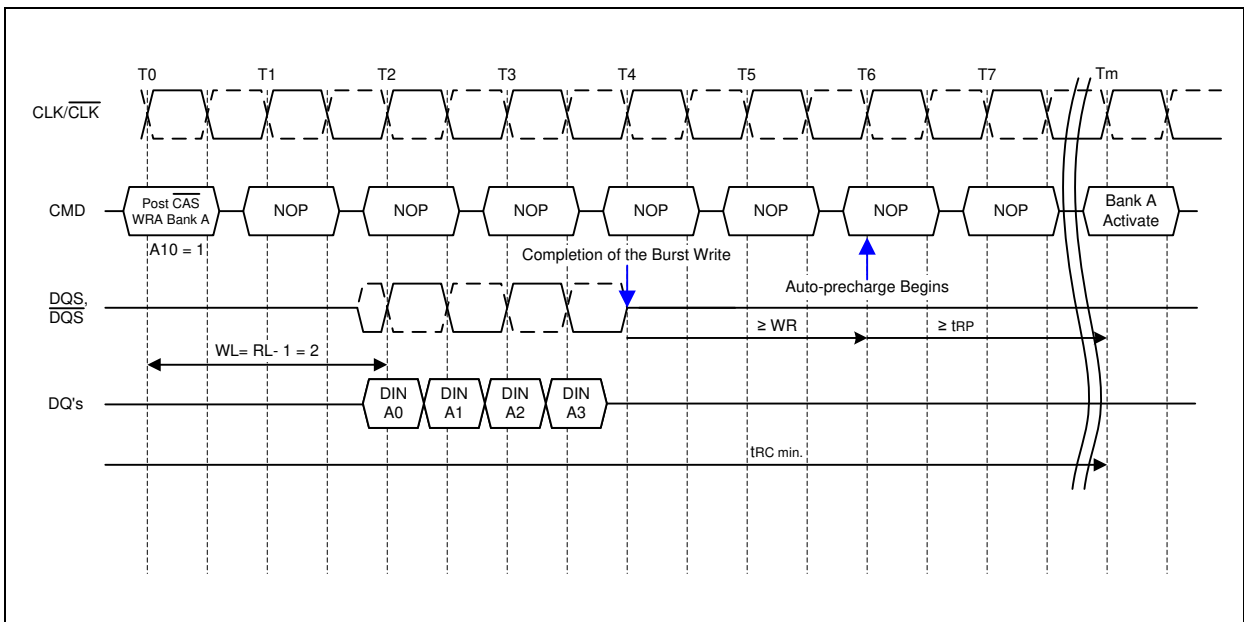 T0 T1 T2 T3 T4 T5 T6 T7 Tm
CLK/CLK
CMD
Post CAS
WRA Bank A
NOP NOP NOP NOP NOP NOP NOP
Bank A
Activate
A10 = 1
Completion of the Burst Write
Auto-precharge Begins
DQS,
DQS
≥ WR
≥ tRP
WL= RL- 1 = 2
DQ's
DIN
A0
DIN
A1
DIN
A2
DIN
A3
tRC min.